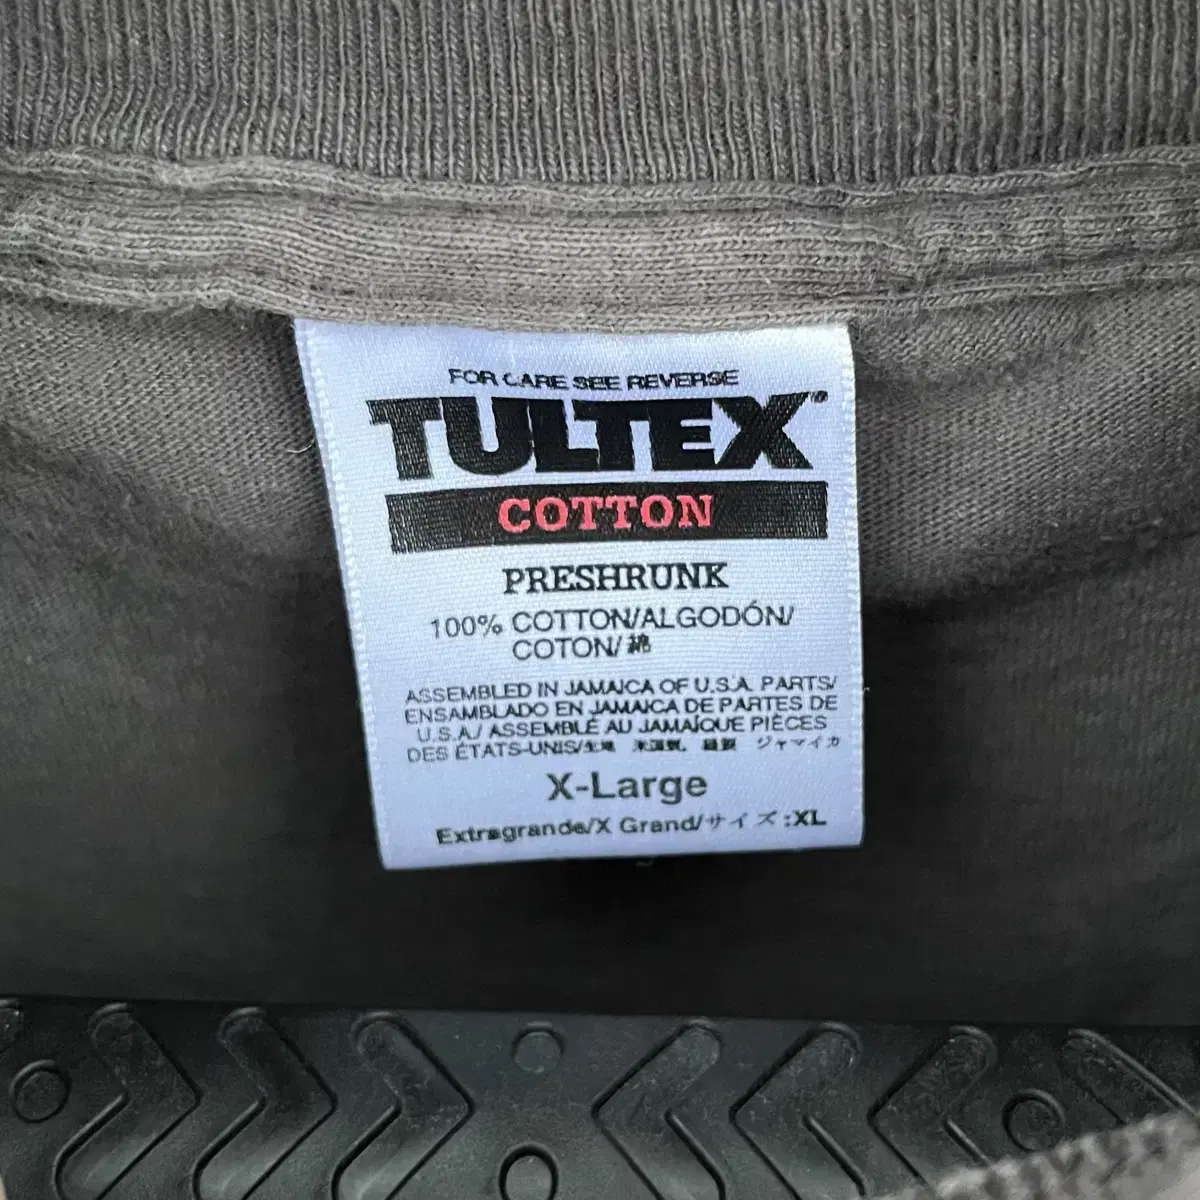 FOR CARE SEE REVERSE
TULTEX®
COTTON
PRESHRUNK
100% COTTON/ALGODÓN/
COTON/綿
ASSEMBLED IN JAMAICA OF U.S.A. PARTS/
ENSAMBLADO EN JAMAICA DE PARTES DE
U.S.A./ ASSEMBLÉ AU JAMAÏQUE PIÈCES
DES ÉTATS-UNIS/生地 米国製, 縫製 ジャマイカ
X-Large
Extragrande/X Grand/サイズ:XL